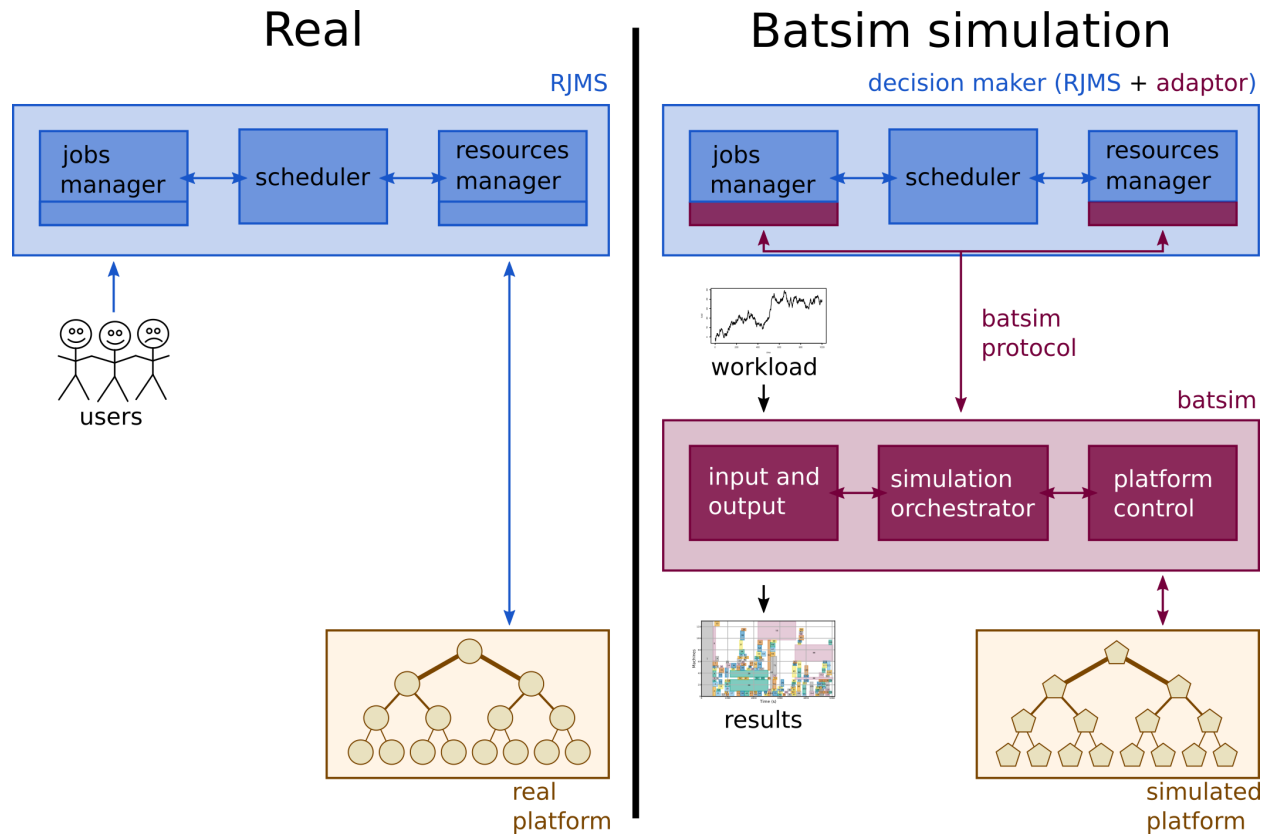 Real
RJMS
jobs
manager
scheduler
resources
manager
users
real
platform
Batsim simulation
decision maker (RJMS + adaptor)
jobs
manager
scheduler
resources
manager
batsim
protocol
workload
batsim
input and
output
simulation
orchestrator
platform
control
Time (s)
results
simulated
platform